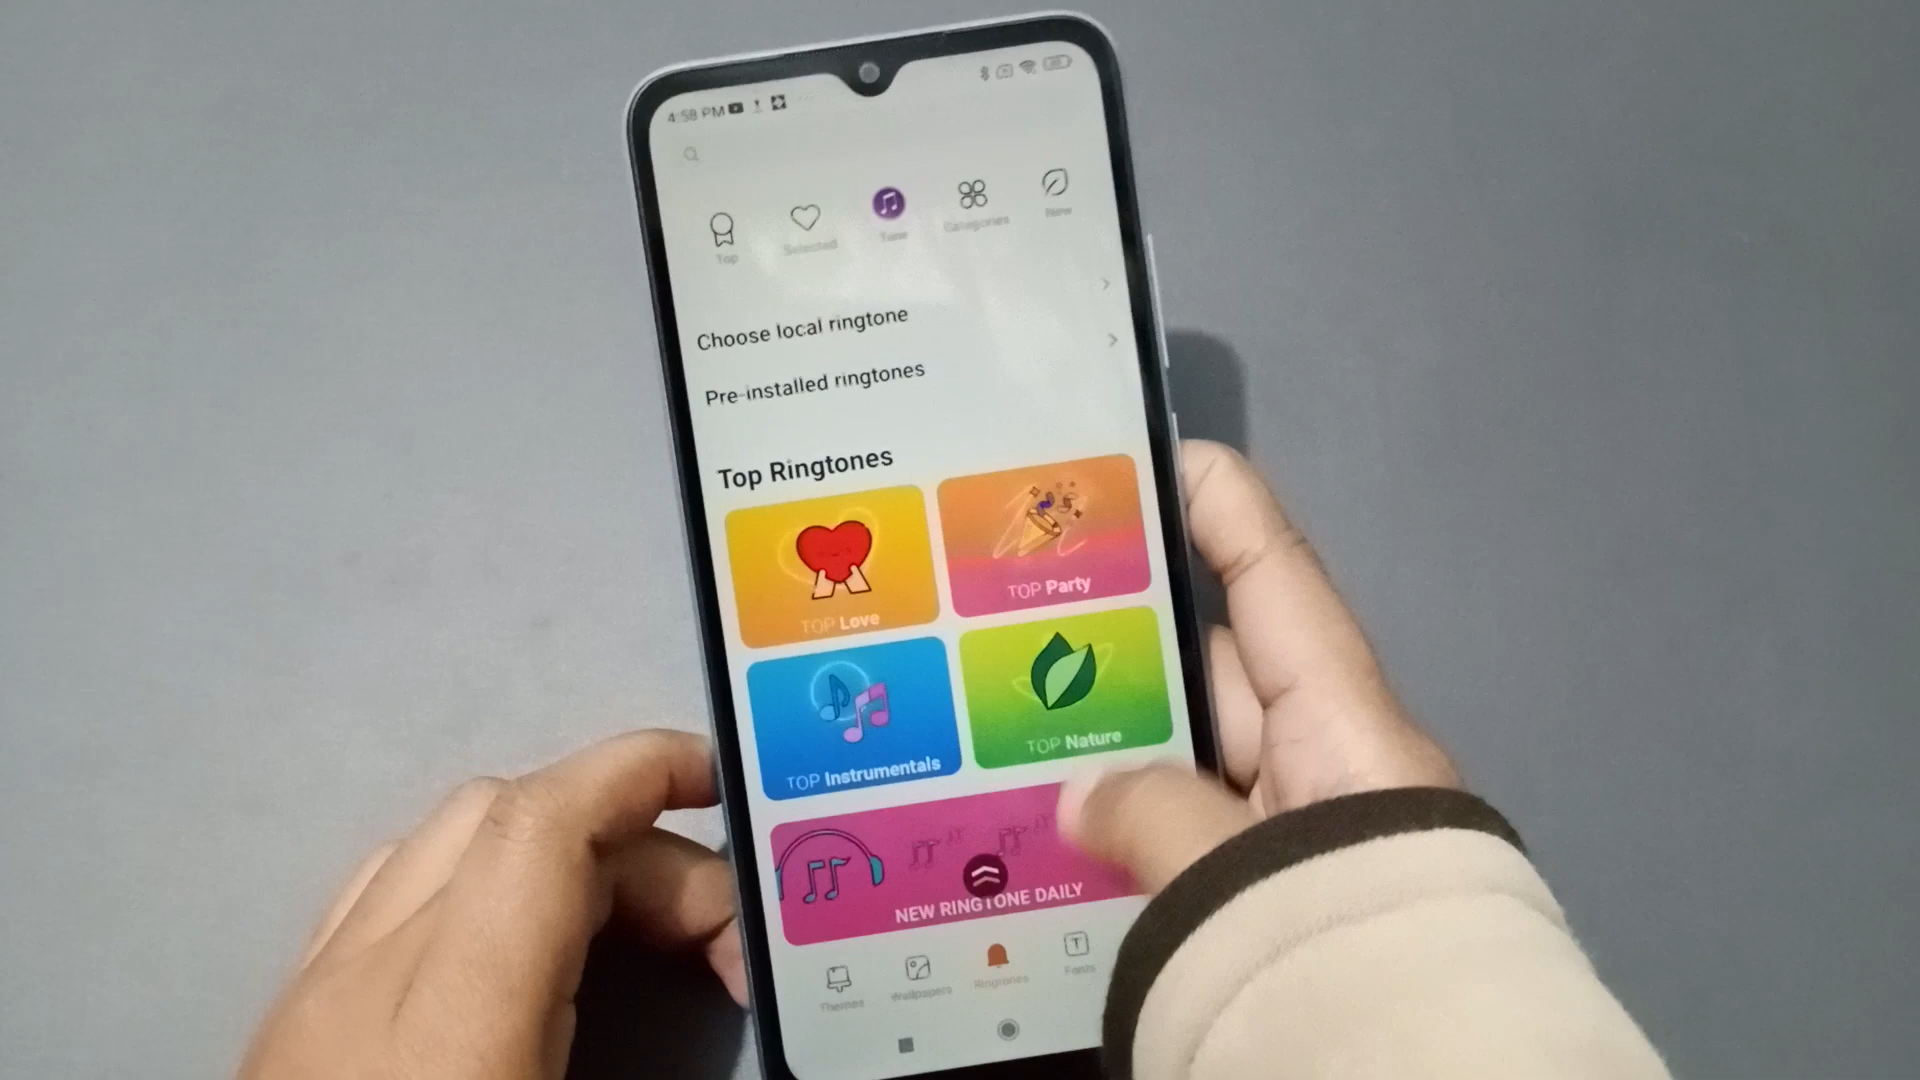 4:58 PM
Top
Selected
Tone
Categories
New
Choose local ringtone
Pre-installed ringtones
Top Ringtones
TOP Love
TOP Party
TOP Instrumentals
TOP Nature
NEW RINGTONE DAILY
Themes
Wallpapers
Ringtones
Fonts